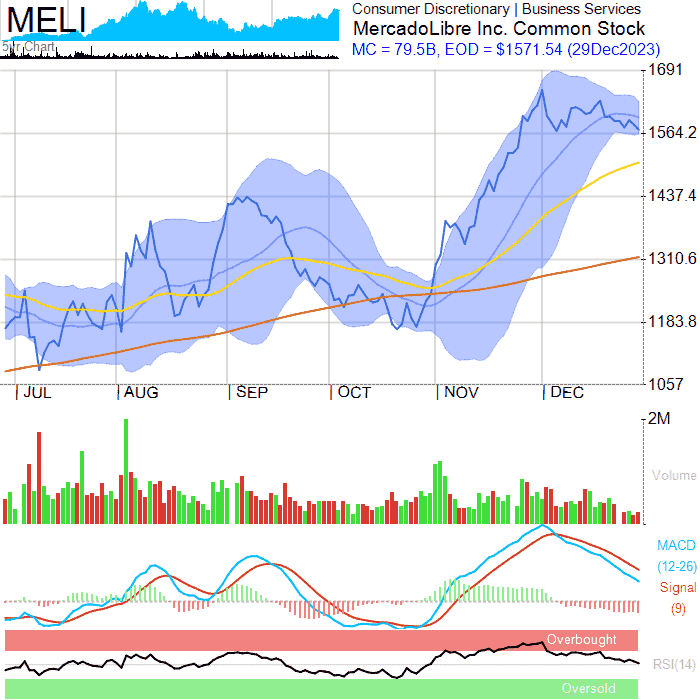 MELI
5yr Chart
Consumer Discretionary | Business Services
MercadoLibre Inc. Common Stock
MC = 79.5B, EOD = $1571.54 (29Dec2023)
1691
1564.2
1437.4
1310.6
1183.8
1057
JUL AUG SEP OCT NOV DEC
2M
Volume
MACD
(12-26)
Signal
(9)
Overbought
RSI(14)
Oversold